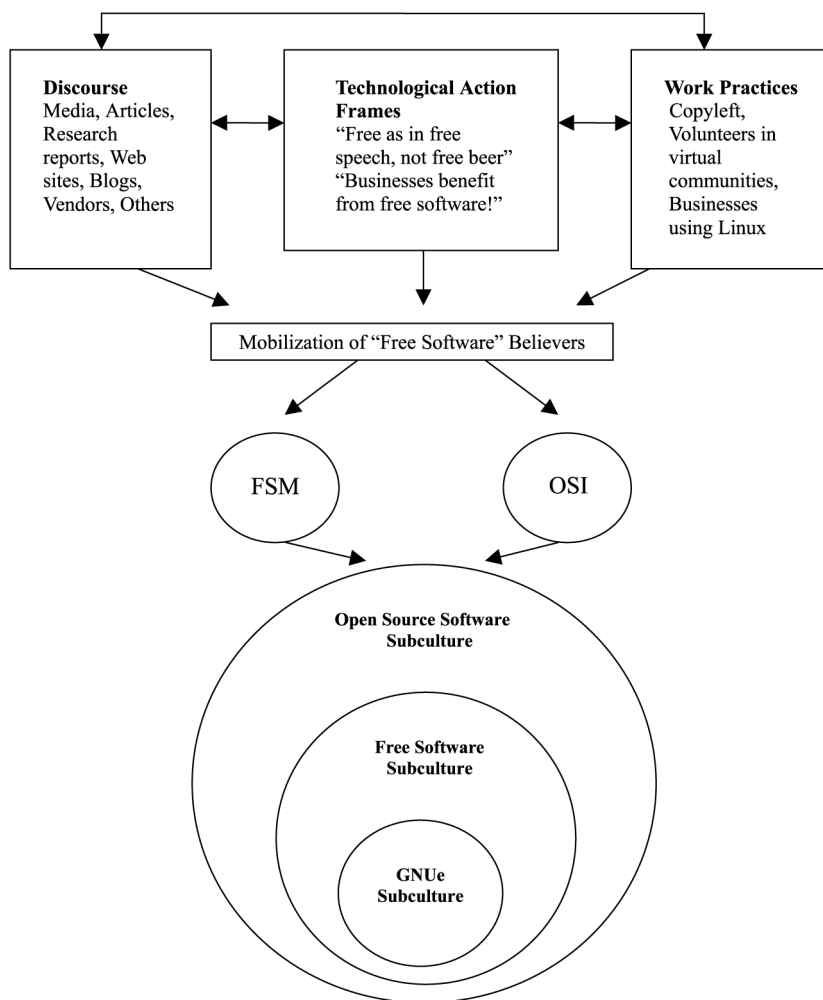 Discourse
Media, Articles,
Research
reports, Web
sites, Blogs,
Vendors, Others
Technological Action
Frames
“Free as in free
speech, not free beer”
“Businesses benefit
from free software!”
Work Practices
Copyleft,
Volunteers in
virtual
communities,
Businesses
using Linux
Mobilization of “Free Software” Believers
FSM
OSI
Open Source Software
Subculture
Free Software
Subculture
GNUe
Subculture